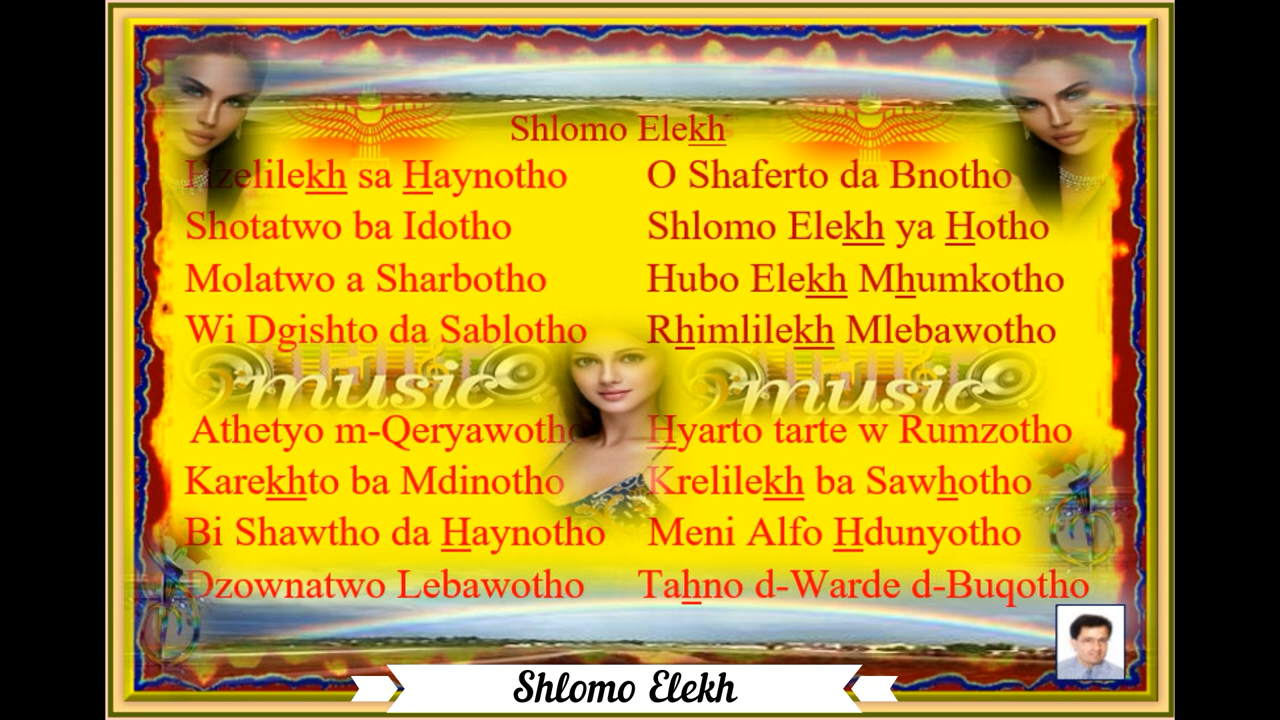 Shlomo Elekh
Hzelilekh sa Haynotho
Shotatwo ba Idotho
Molatwo a Sharbotho
Wi Dgishto da Sablotho
O Shaferto da Bnotho
Shlomo Elekh ya Hotho
Hubo Elekh Mhumkotho
Rhimlilekh Mlebawotho
music
music
Athetyo m-Qeryawotho
Karekhto ba Mdinotho
Bi Shawtho da Haynotho
Dzownatwo Lebawotho
Hyarto tarte w Rumzotho
Krelilekh ba Sawhotho
Meni Alfo Hdunyotho
Tahno d-Warde d-Buqotho
Shlomo Elekh